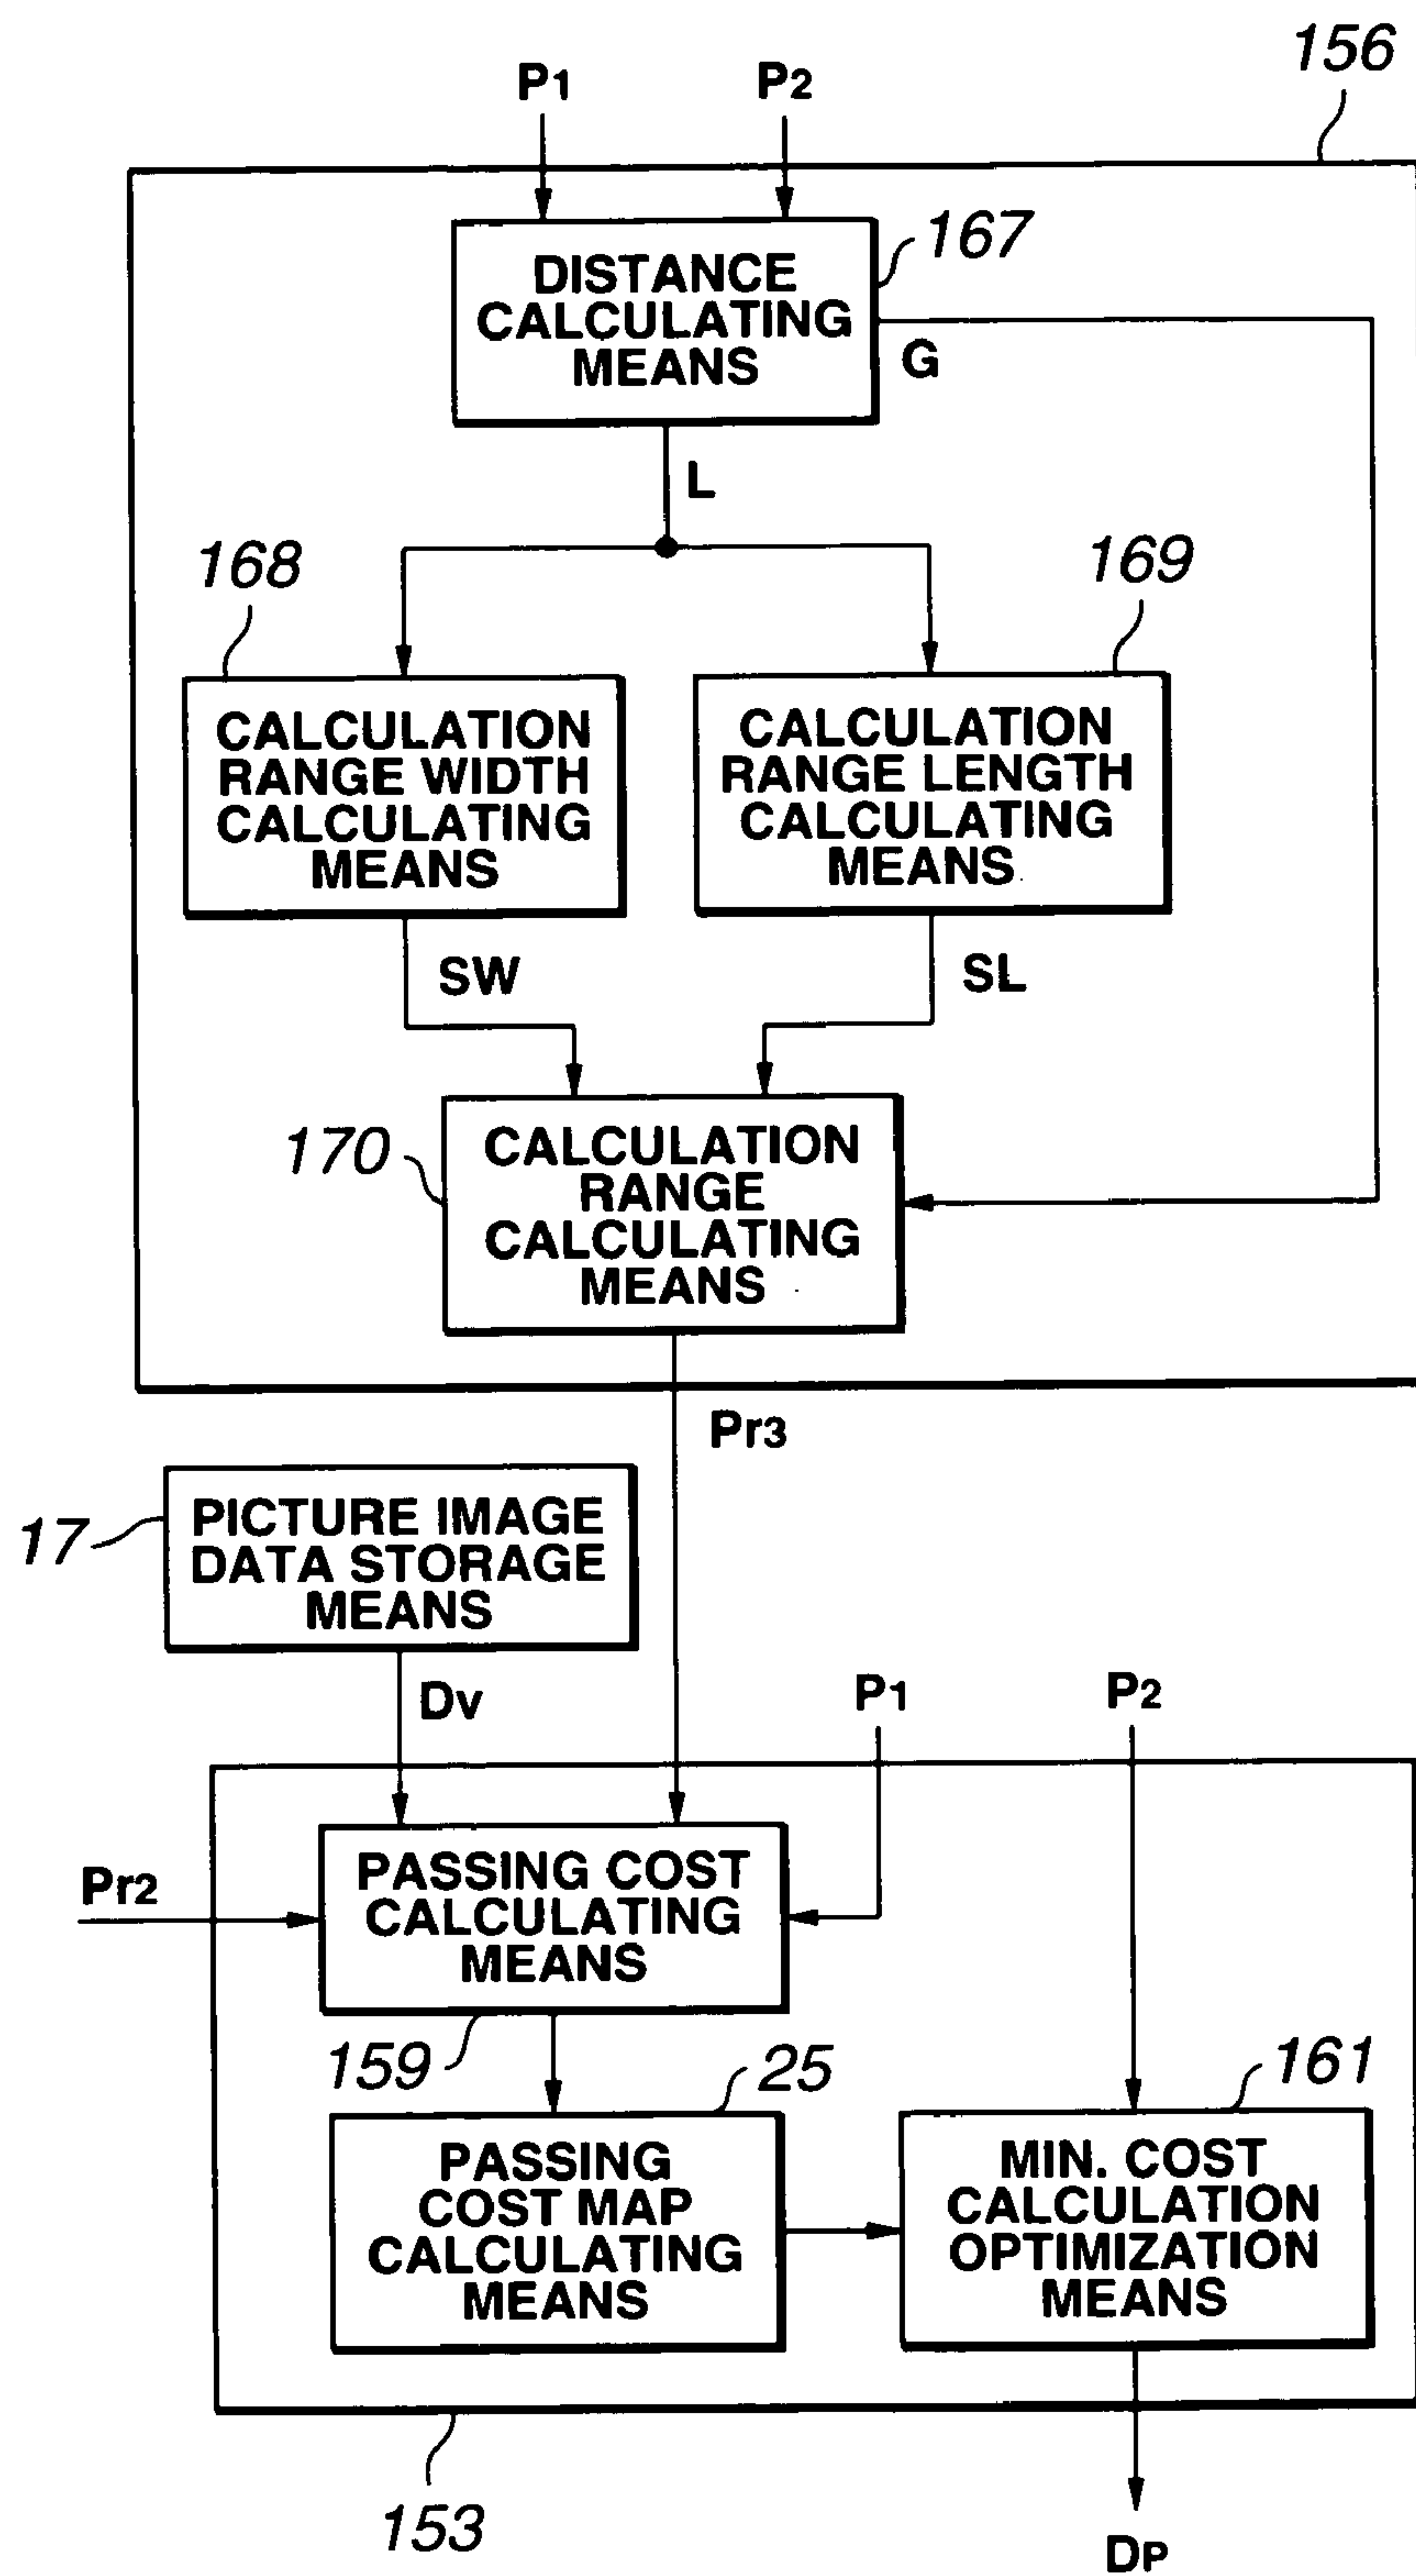 156
P1 P2
167
DISTANCE
CALCULATING
MEANS
G
L
168
169
CALCULATION
RANGE WIDTH
CALCULATING
MEANS
CALCULATION
RANGE LENGTH
CALCULATING
MEANS
SW
SL
170
CALCULATION
RANGE
CALCULATING
MEANS
Pr3
17
PICTURE IMAGE
DATA STORAGE
MEANS
Dv
P1
P2
Pr2
PASSING COST
CALCULATING
MEANS
159
25
161
PASSING
COST MAP
CALCULATING
MEANS
MIN. COST
CALCULATION
OPTIMIZATION
MEANS
153
DP